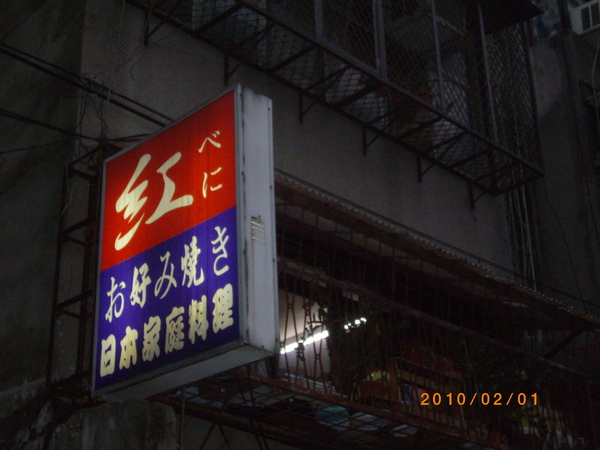 紅 べに
お好み焼き
日本家庭料理
2010/02/01